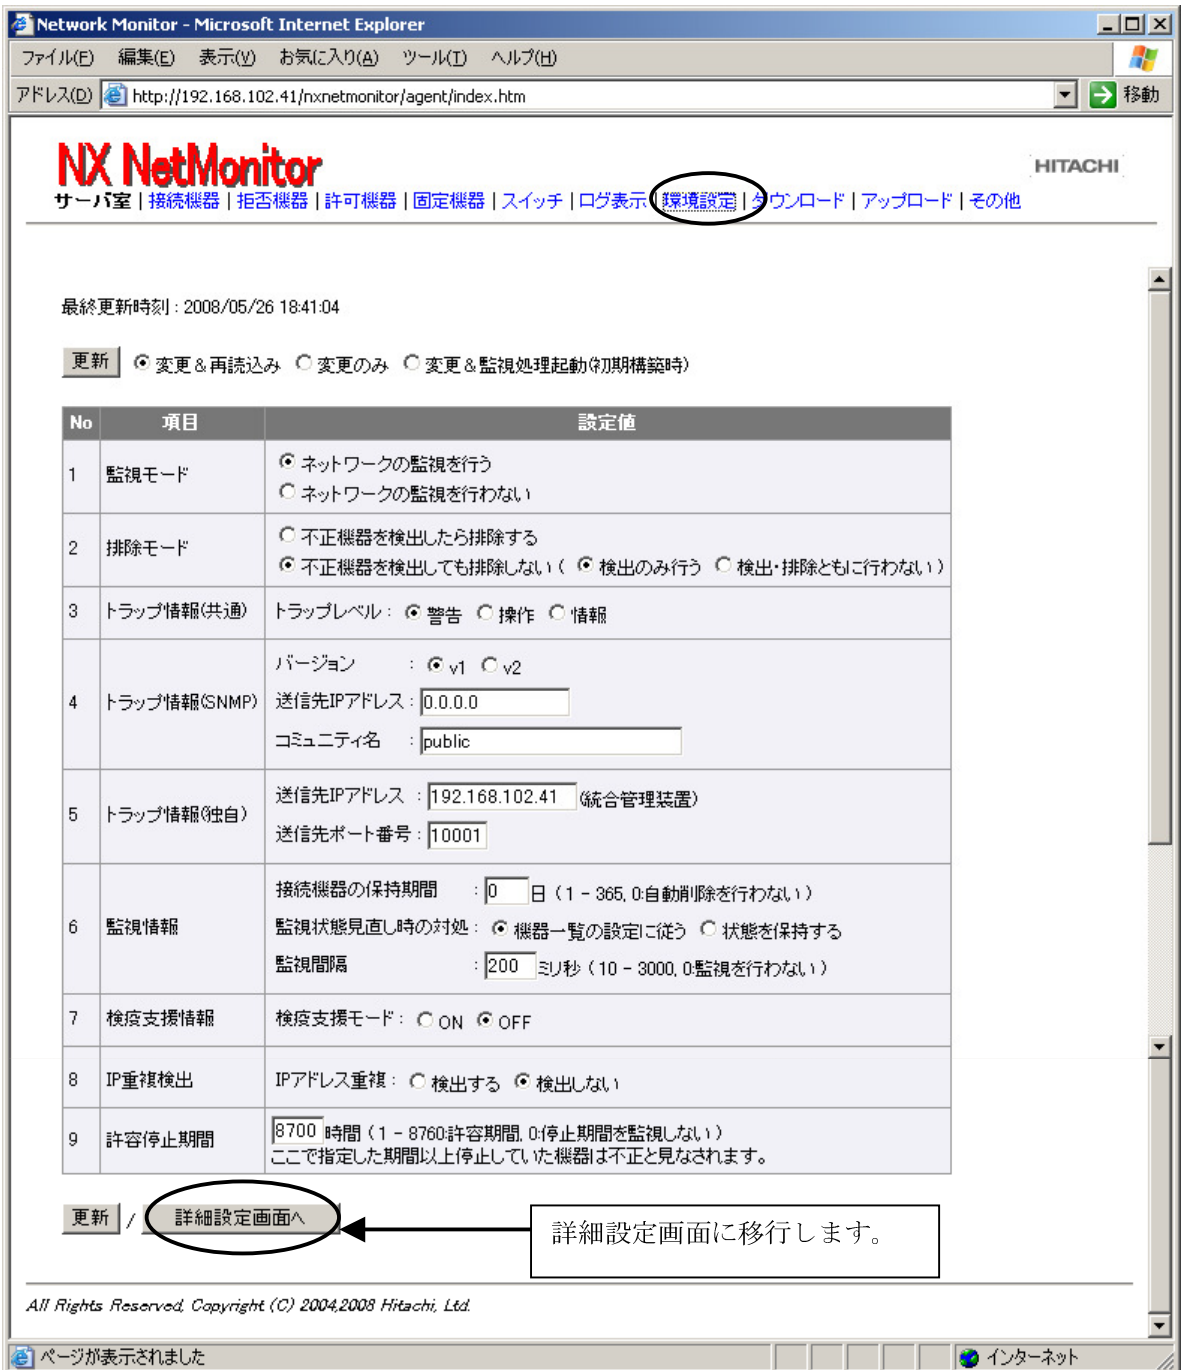 Network Monitor - Microsoft Internet Explorer
ファイル(F) 編集(E) 表示(V) お気に入り(A) ツール(T) ヘルプ(H)
アドレス(D) http://192.168.102.41/nxnetmonitor/agent/index.htm 移動
NX NetMonitor
HITACHI
サーバ室 | 接続機器 | 拒否機器 | 許可機器 | 固定機器 | スイッチ | ログ表示 | 環境設定 | ダウンロード | アップロード | その他
最終更新時刻 : 2008/05/26 18:41:04
更新 変更&再読込み 変更のみ 変更&監視処理起動(初期構築時)
No 項目 設定値
1 監視モード ネットワークの監視を行う
ネットワークの監視を行わない
2 排除モード 不正機器を検出したら排除する
不正機器を検出しても排除しない ( 検出のみ行う 検出・排除ともに行わない )
3 トラップ情報(共通) トラップレベル : 警告 操作 情報
4 トラップ情報(SNMP) バージョン : v1 v2
送信先IPアドレス : 0.0.0.0
コミュニティ名 : public
5 トラップ情報(独自) 送信先IPアドレス : 192.168.102.41 (統合管理装置)
送信先ポート番号 : 10001
6 監視情報 接続機器の保持期間 : 0 日 ( 1 - 365, 0:自動削除を行わない )
監視状態見直し時の対処 : 機器一覧の設定に従う 状態を保持する
監視間隔 : 200 ミリ秒 ( 10 - 3000, 0:監視を行わない )
7 検疫支援情報 検疫支援モード : ON OFF
8 IP重複検出 IPアドレス重複 : 検出する 検出しない
9 許容停止期間 8700 時間 ( 1 - 8760:許容期間, 0:停止期間を監視しない )
ここで指定した期間以上停止していた機器は不正と見なされます。
更新 / 詳細設定画面へ
詳細設定画面に移行します。
All Rights Reserved, Copyright (C) 2004,2008 Hitachi, Ltd.
ページが表示されました インターネット